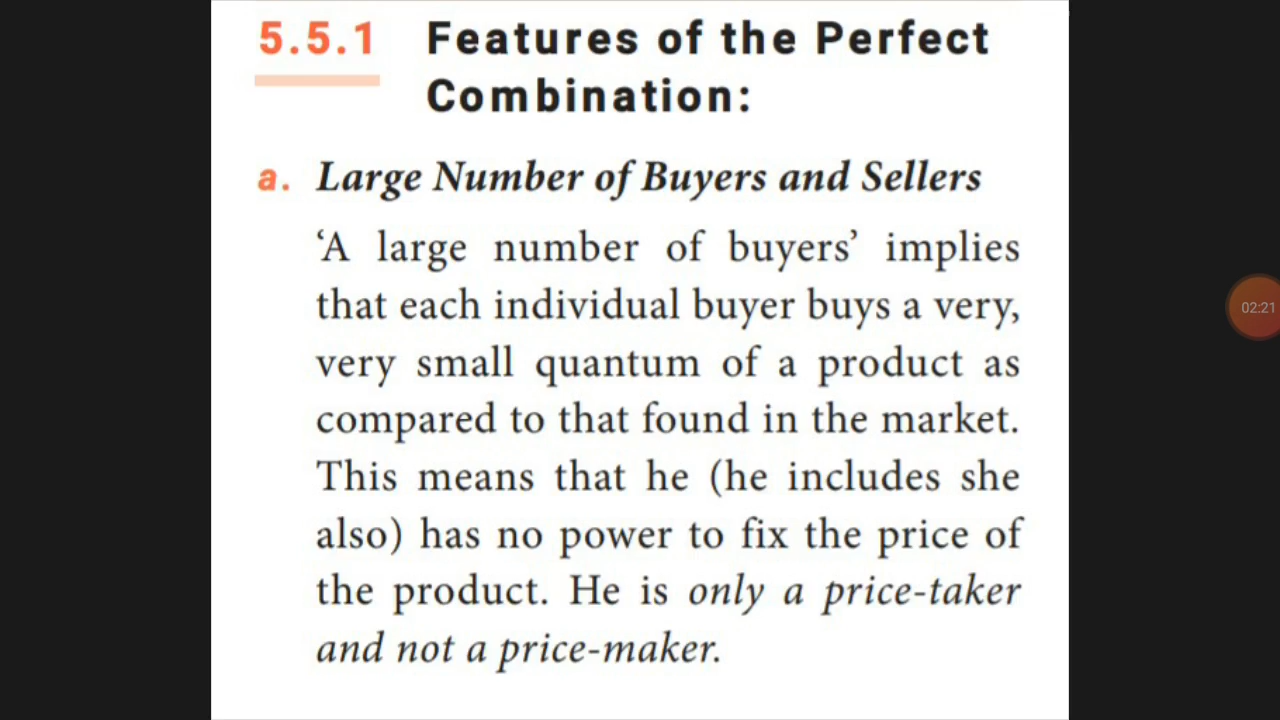 5.5.1 Features of the Perfect
Combination:
a. Large Number of Buyers and Sellers
‘A large number of buyers’ implies
that each individual buyer buys a very,
very small quantum of a product as
compared to that found in the market.
This means that he (he includes she
also) has no power to fix the price of
the product. He is only a price-taker
and not a price-maker.
02:21